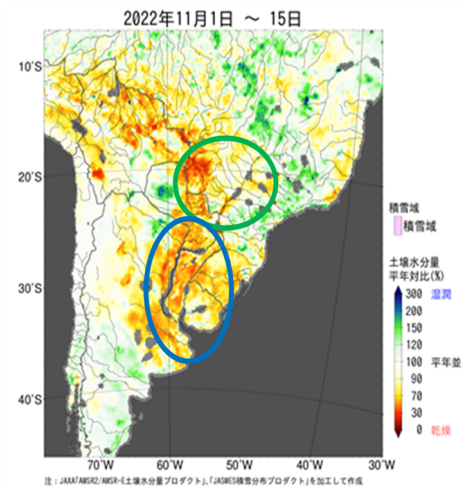 2022年11月1日 ～ 15日
10°S
20°S
30°S
40°S
70°W 60°W 50°W 40°W 30°W
積雪域
積雪域
土壌水分量
平年対比(%)
300 湿潤
200
150
120
100 平年並
90
70
30
0 乾燥
注：JAXA「AMSR2/AMSR-E土壌水分量プロダクト」、「JASMES積雪分布プロダクト」を加工して作成